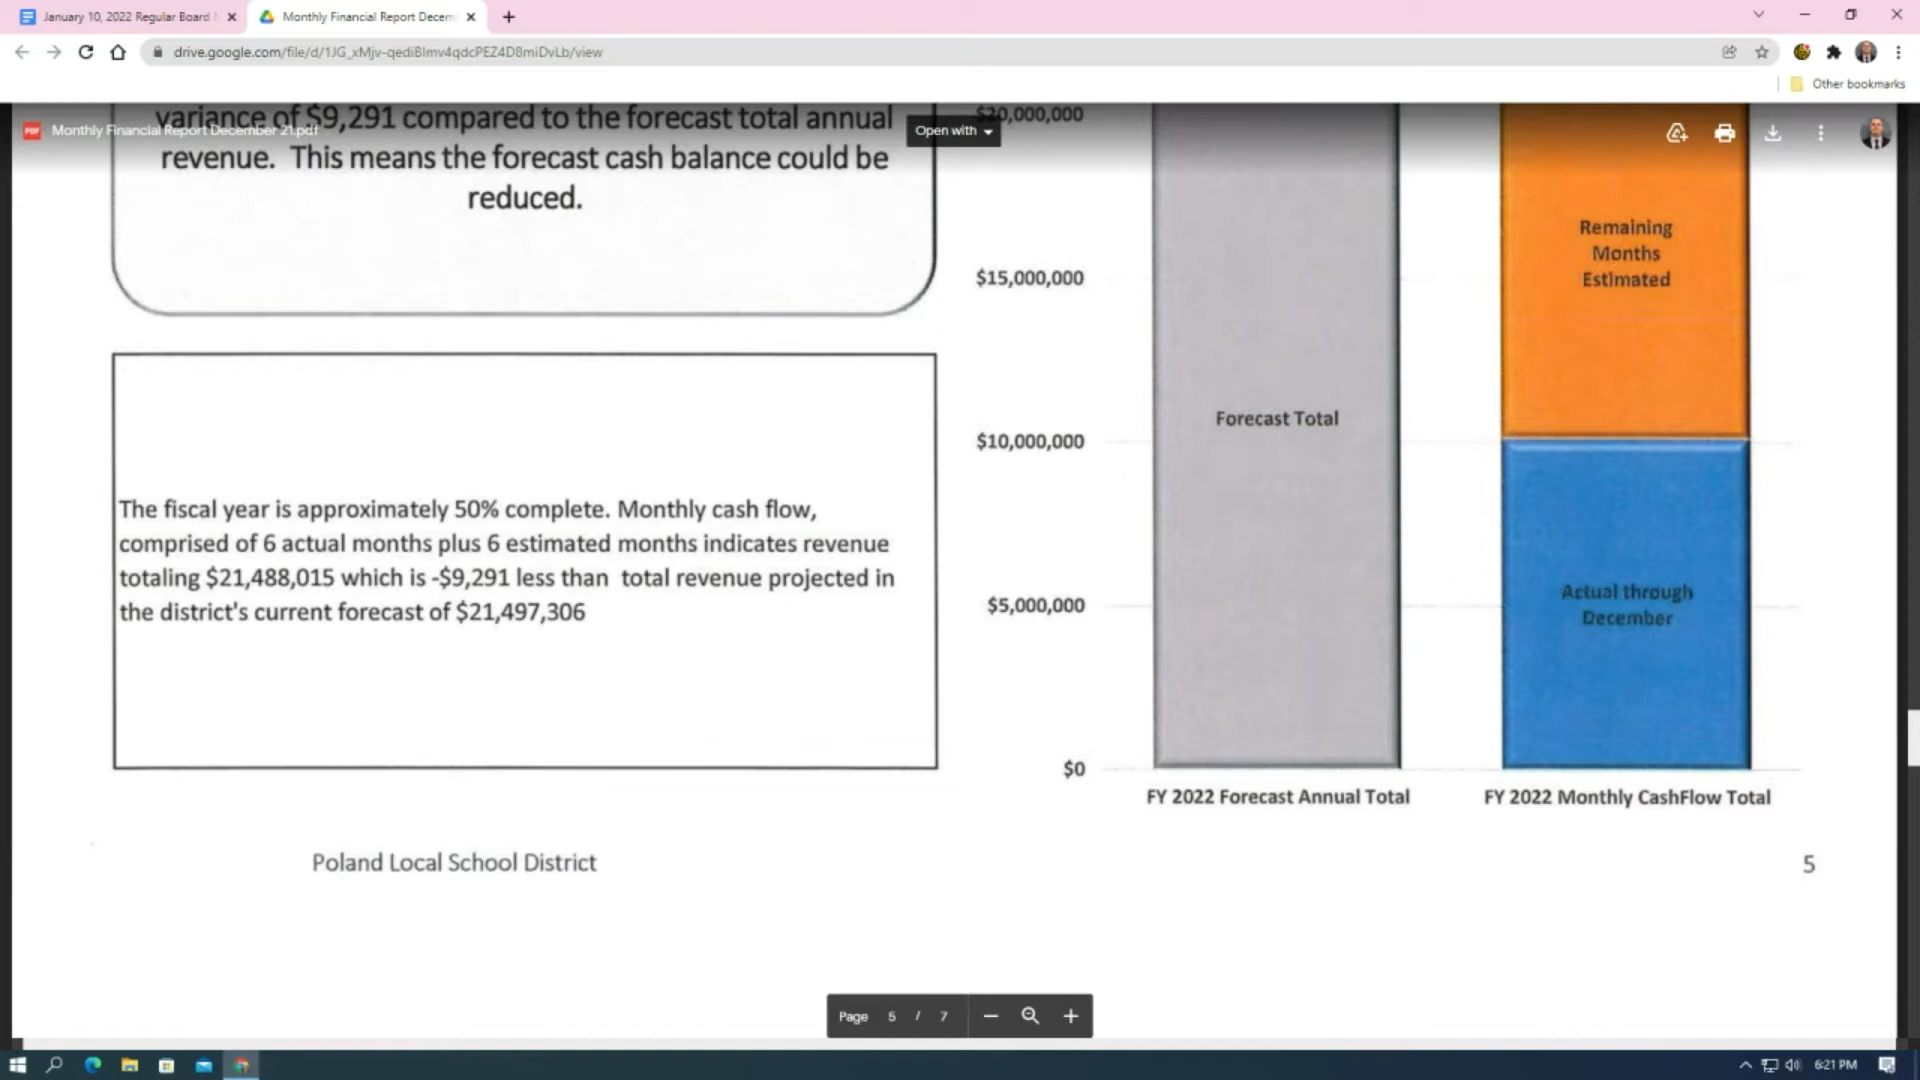 January 10, 2022 Regular Board
Monthly Financial Report Decem
drive.google.com/file/d/1JG_xMjv-qediBlmv4qdcPEZ4D8miDvLb/view
Other bookmarks
Monthly Financial Report December 21.pdf
Open with
variance of $9,291 compared to the forecast total annual
revenue. This means the forecast cash balance could be
reduced.
The fiscal year is approximately 50% complete. Monthly cash flow,
comprised of 6 actual months plus 6 estimated months indicates revenue
totaling $21,488,015 which is -$9,291 less than total revenue projected in
the district's current forecast of $21,497,306
$20,000,000
$15,000,000
$10,000,000
$5,000,000
$0
Forecast Total
Remaining
Months
Estimated
Actual through
December
FY 2022 Forecast Annual Total
FY 2022 Monthly CashFlow Total
Poland Local School District
5
Page 5 / 7
6:21 PM